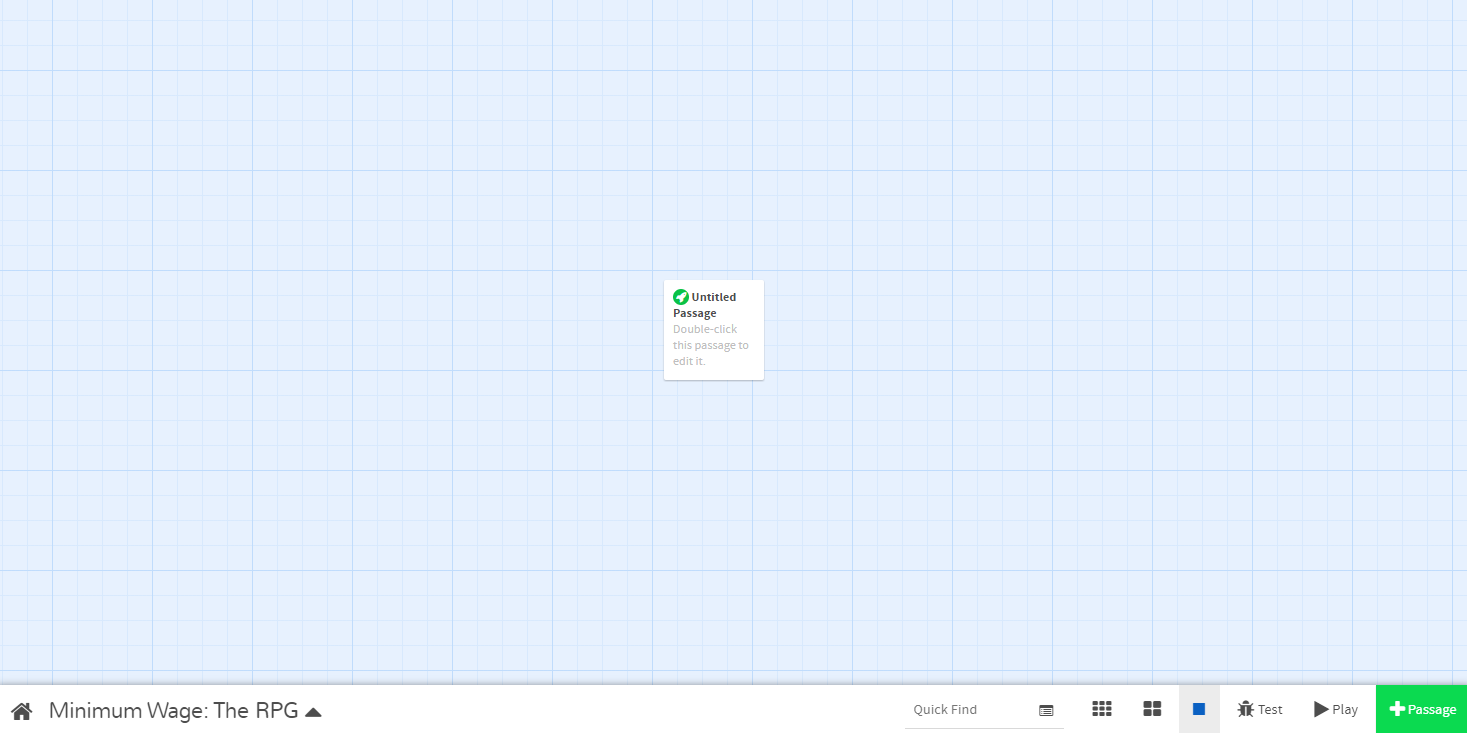 Untitled
Passage
Double-click
this passage to
edit it.
Minimum Wage: The RPG
Quick Find
Test
Play
Passage